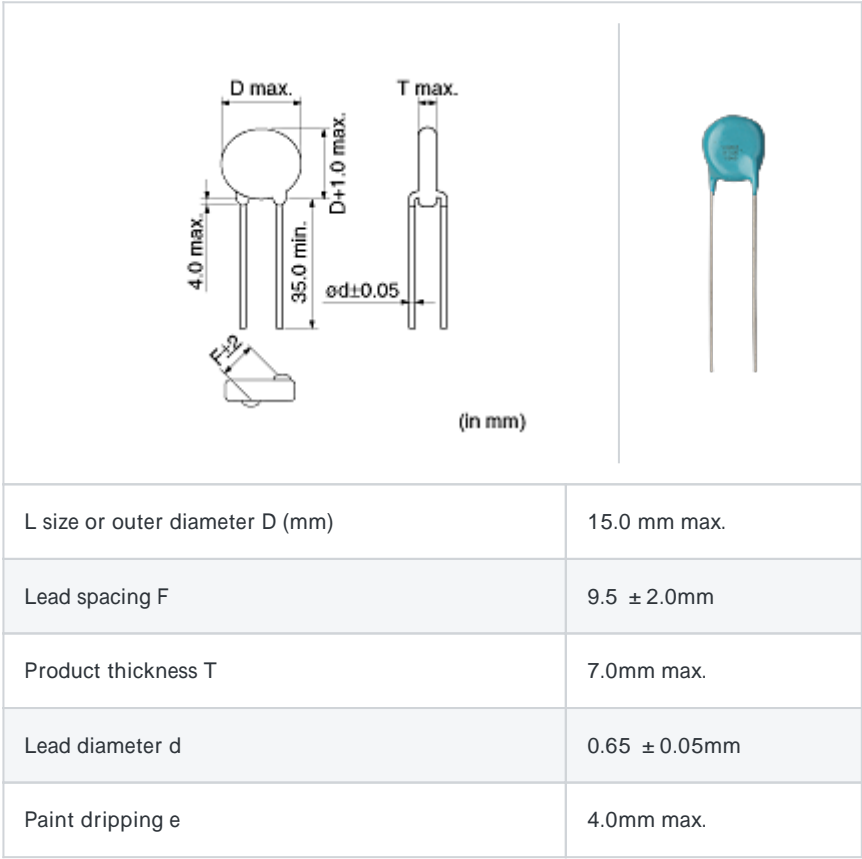 D max.
T max.
D+1.0 max.
4.0 max.
35.0 min.
ød±0.05
F±2
(in mm)
L size or outer diameter D (mm) 15.0 mm max.
Lead spacing F 9.5 ±2.0mm
Product thickness T 7.0mm max.
Lead diameter d 0.65 ±0.05mm
Paint dripping e 4.0mm max.